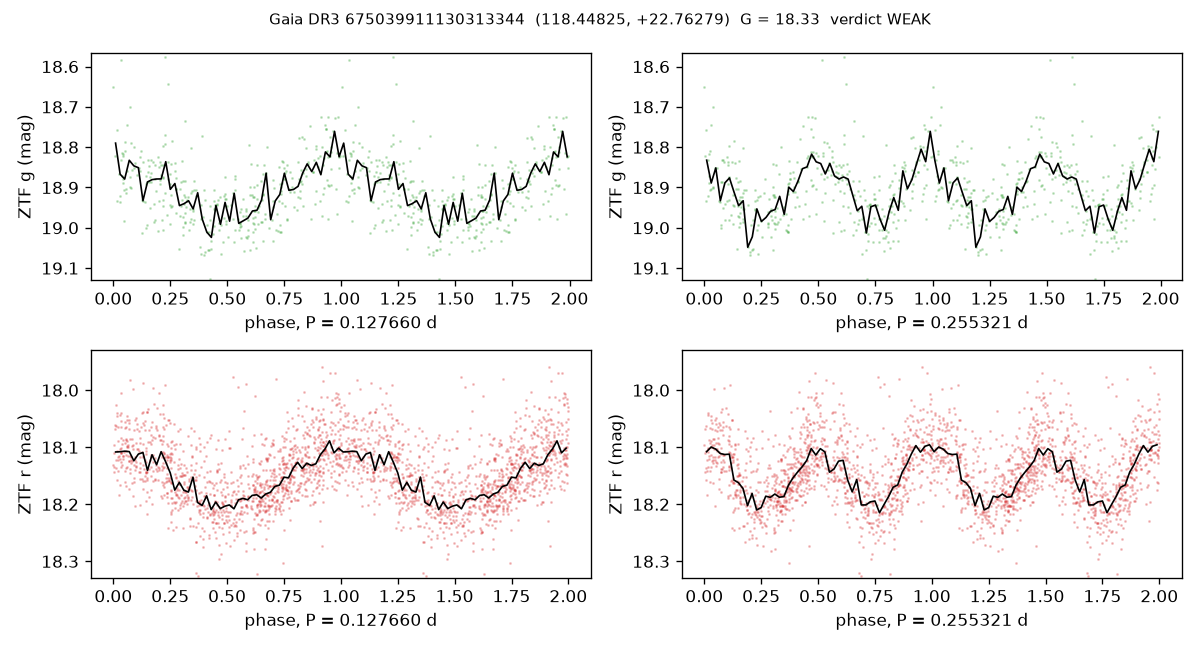 Gaia DR3 675039911130313344  (118.44825, +22.76279)  G = 18.33  verdict WEAK
ZTF g (mag)
18.6
18.7
18.8
18.9
19.0
19.1
0.00 0.25 0.50 0.75 1.00 1.25 1.50 1.75 2.00
phase, P = 0.127660 d
ZTF g (mag)
18.6
18.7
18.8
18.9
19.0
19.1
0.00 0.25 0.50 0.75 1.00 1.25 1.50 1.75 2.00
phase, P = 0.255321 d
ZTF r (mag)
18.0
18.1
18.2
18.3
0.00 0.25 0.50 0.75 1.00 1.25 1.50 1.75 2.00
phase, P = 0.127660 d
ZTF r (mag)
18.0
18.1
18.2
18.3
0.00 0.25 0.50 0.75 1.00 1.25 1.50 1.75 2.00
phase, P = 0.255321 d